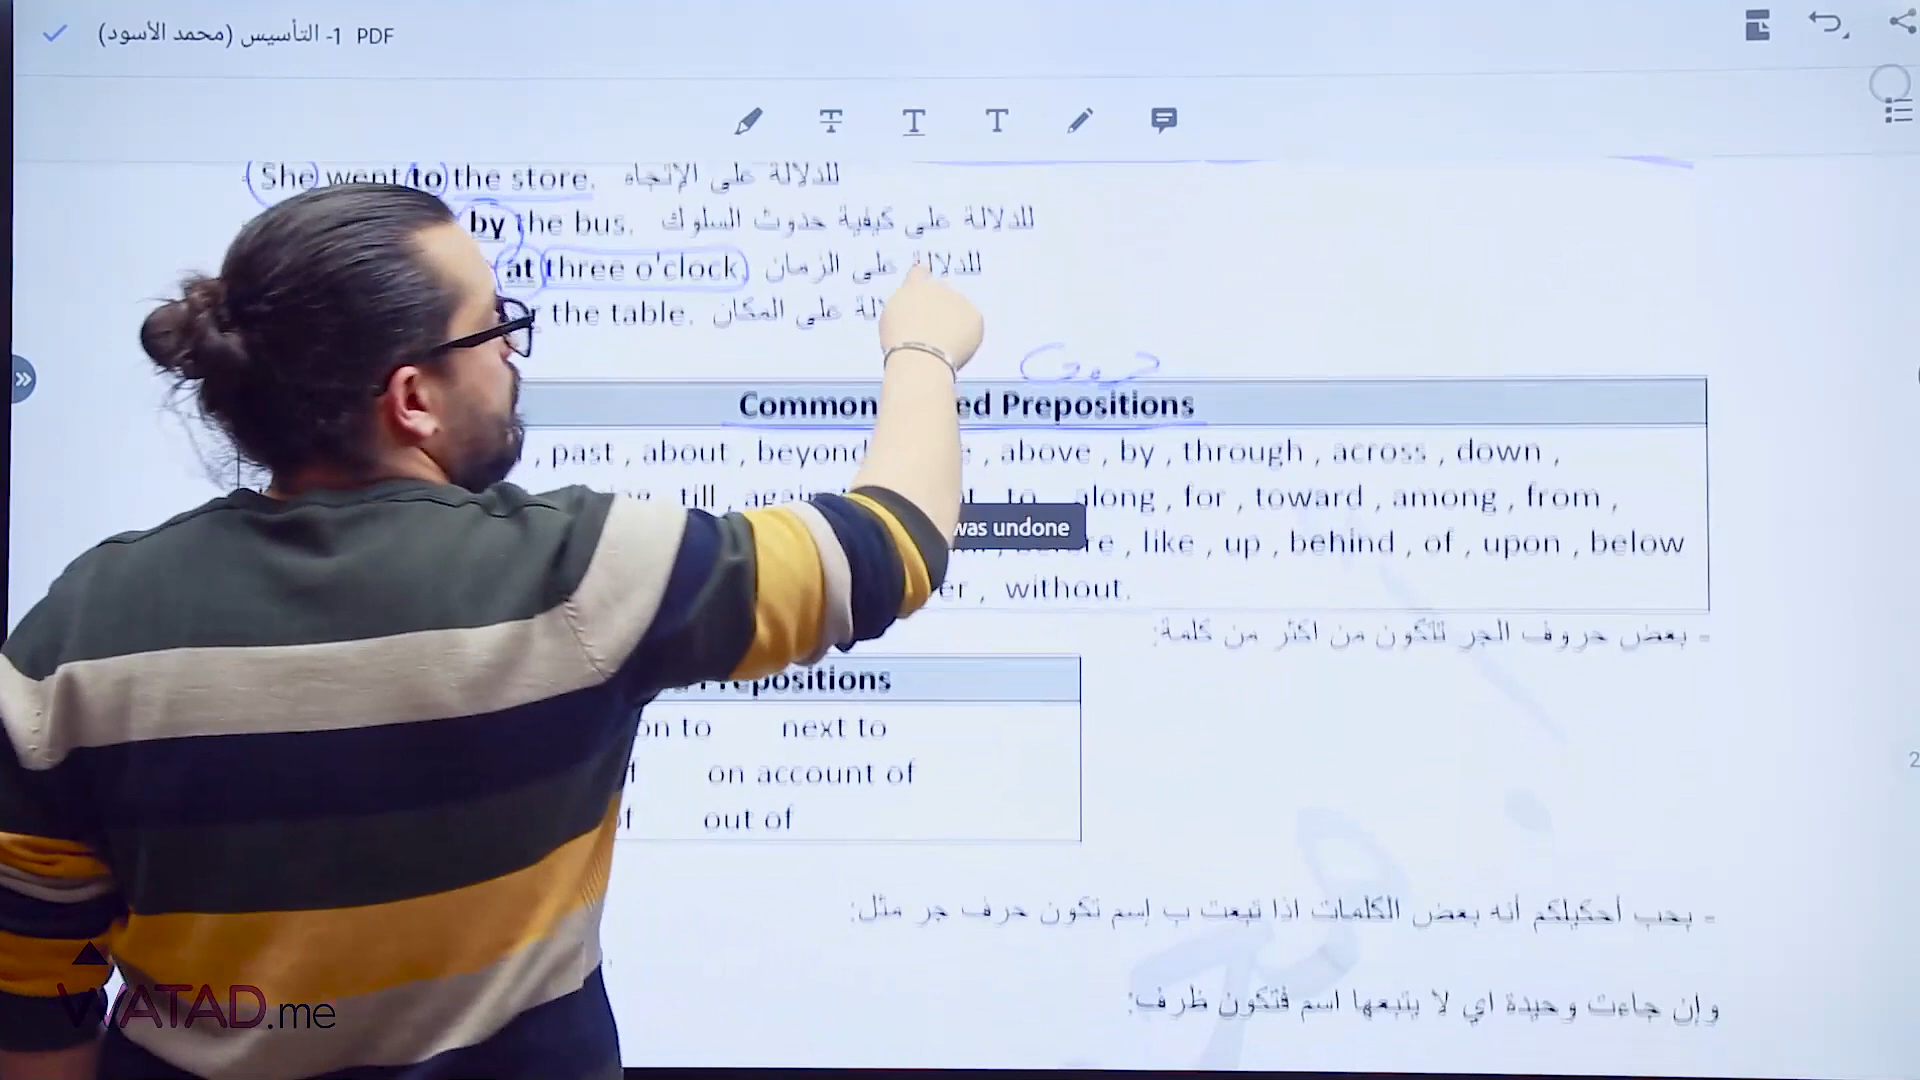 1- التأسيس (محمد الأسود) PDF
She went to the store. للدلالة على الإتجاه
by the bus. للدلالة على كيفية حدوث السلوك
at three o'clock. للدلالة على الزمان
the table. على المكان
Common Prepositions
, past , about , beyond , above , by , through , across , down ,
till , to along , for , toward , among , from ,
was undone
, like , up , behind , of , upon , below
, without.
- بعض حروف الجر تتكون من اكثر من كلمة:
Prepositions
on to next to
on account of
out of
- بحب أحكيلكم أنه بعض الكلمات اذا تبعت ب إسم تكون حرف جر مثل:
وإن جاءت وحيدة اي لا يتبعها اسم فتكون ظرف:
WATAD.me